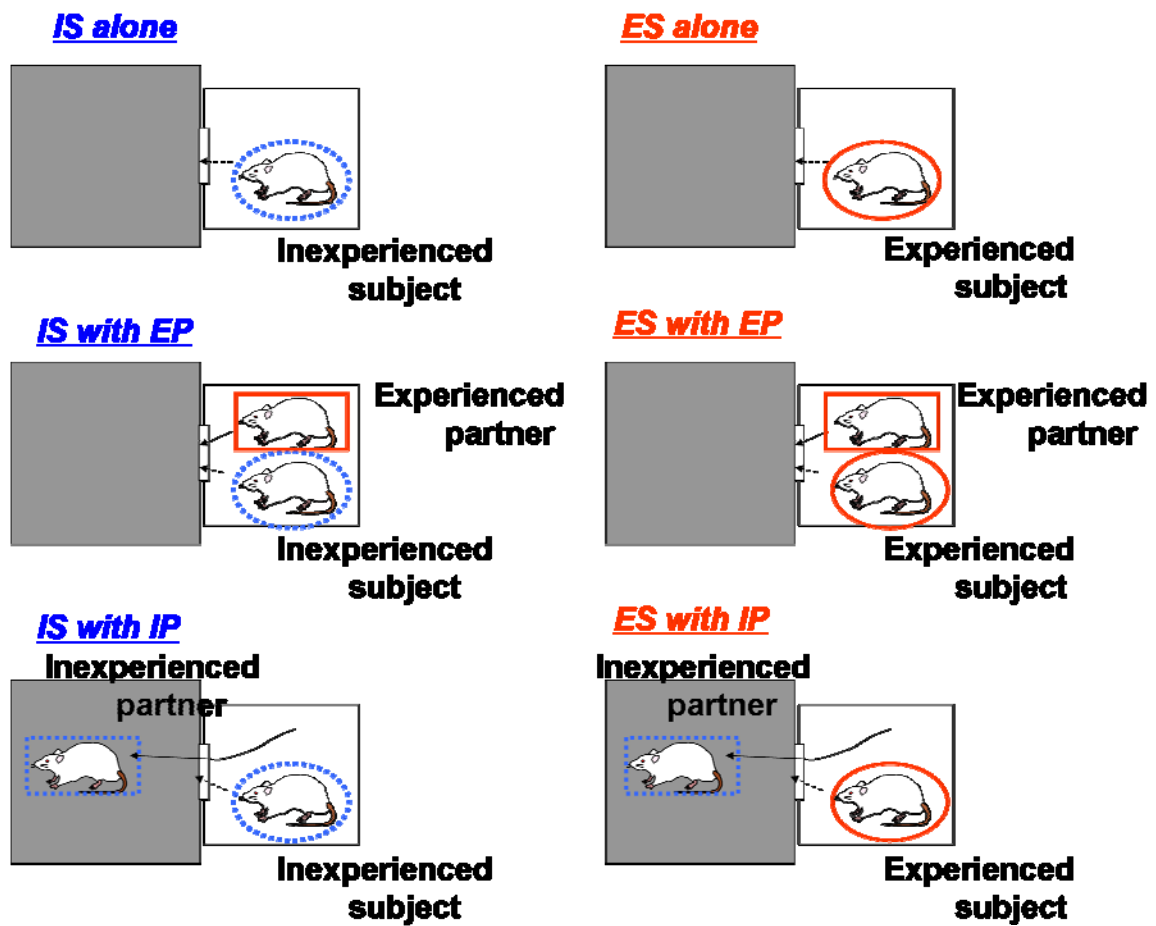 IS alone
ES alone
Inexperienced
subject
Experienced
subject
IS with EP
ES with EP
Experienced
partner
Experienced
partner
Inexperienced
subject
Experienced
subject
IS with IP
ES with IP
Inexperienced
partner
Inexperienced
partner
Inexperienced
subject
Experienced
subject